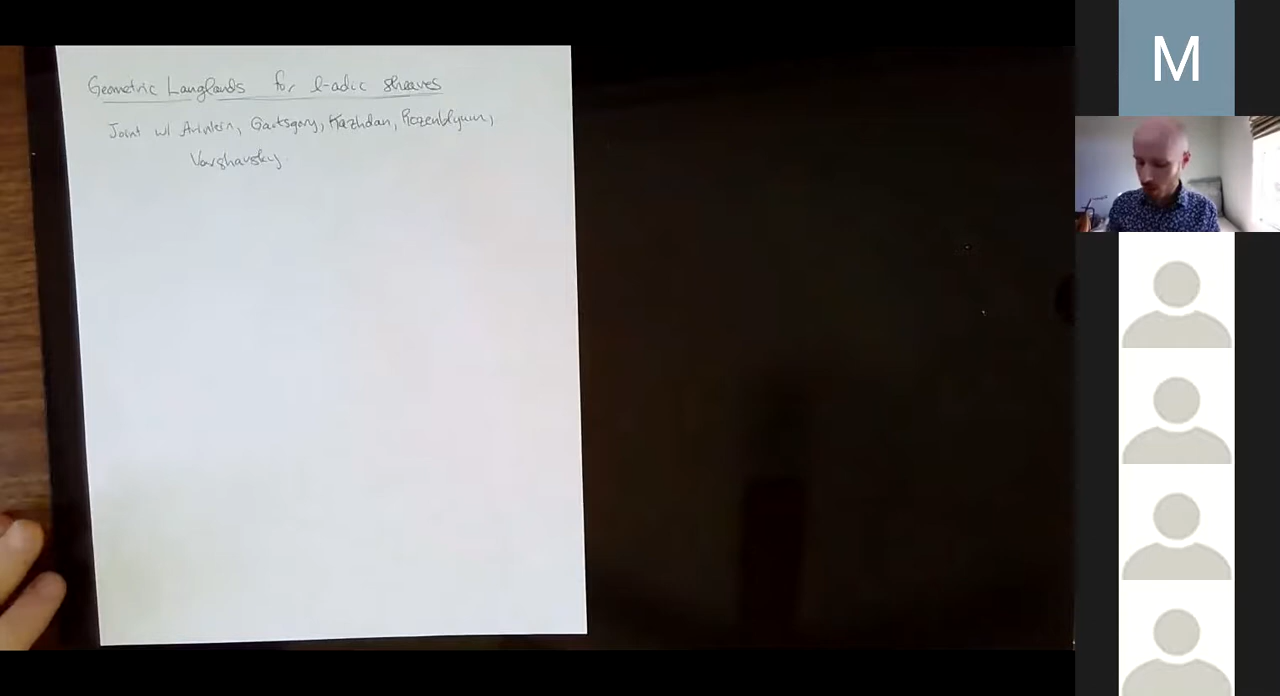 Geometric Langlands for l-adic sheaves
Joint w/ Arinkin, Gaitsgory, Kazhdan, Rozenblyum,
Varshavsky
M